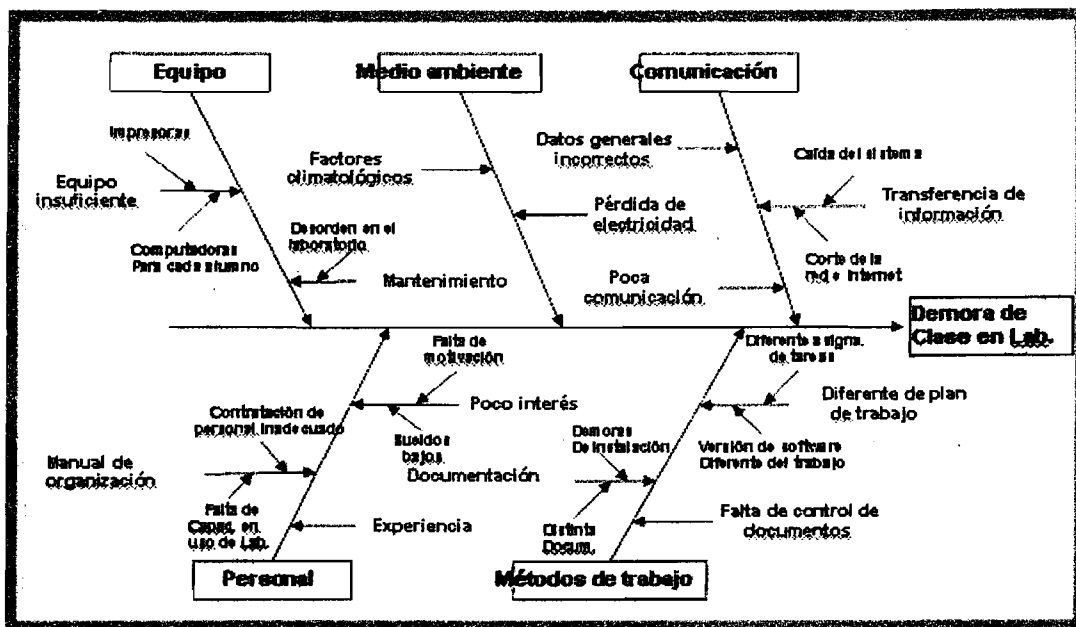 Equipo
Medio ambiente
Comunicación
Impresoras
Equipo
insuficiente
Computadoras
Para cada alumno
Desorden en el
laboratorio
Mantenimiento
Factores
climatológicos
Pérdida de
electricidad
Datos generales
incorrectos
Caída del sistema
Transferencia de
información
Corte de la
red e Internet
Poca
comunicación
Demora de
Clase en Lab.
Falta de
motivación
Poco interés
Sueldos
bajos
Contratación de
personal inadecuado
Manual de
organización
Falta de
Capac. en
uso de Lab.
Experiencia
Personal
Diferente asigna.
de tareas
Diferente de plan
de trabajo
Versión de software
Diferente del trabajo
Demoras
De instalación
Documentación
Distinta
Docum.
Falta de control de
documentos
Métodos de trabajo